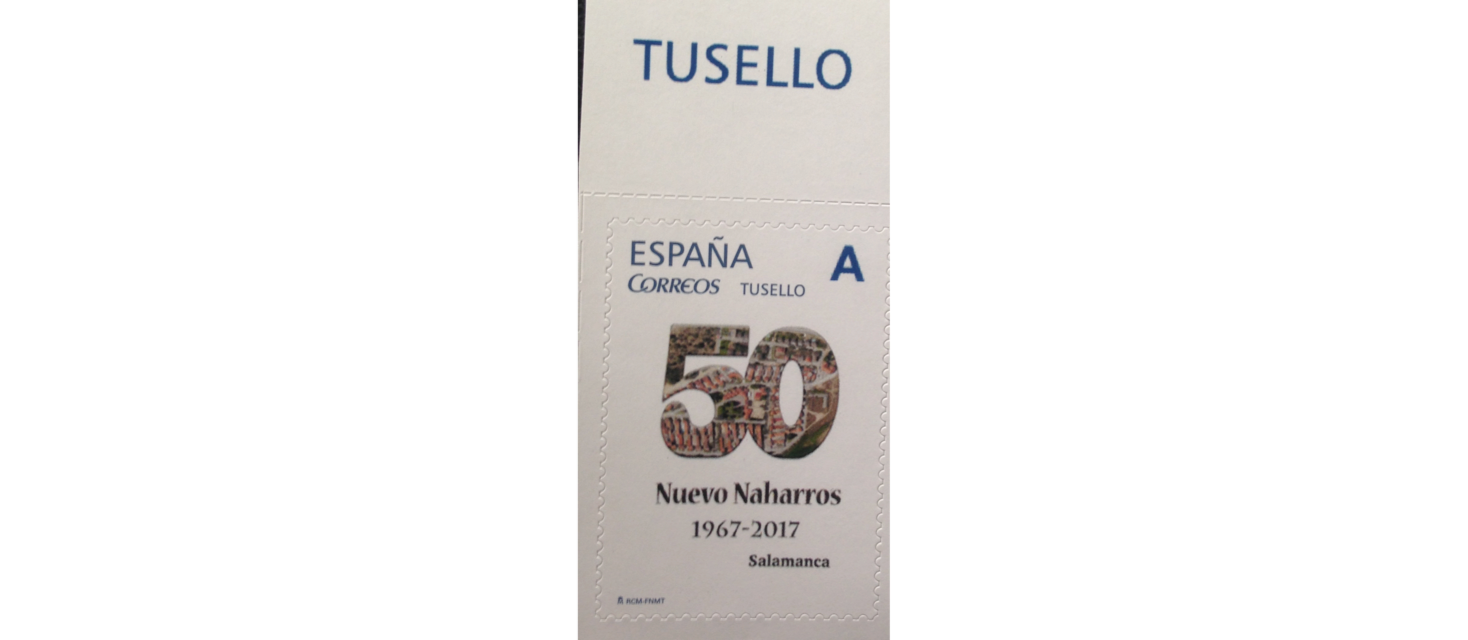 TUSELLO
ESPAÑA A
CORREOS TUSELLO
50
Nuevo Naharros
1967-2017
Salamanca
RCM-FNMT